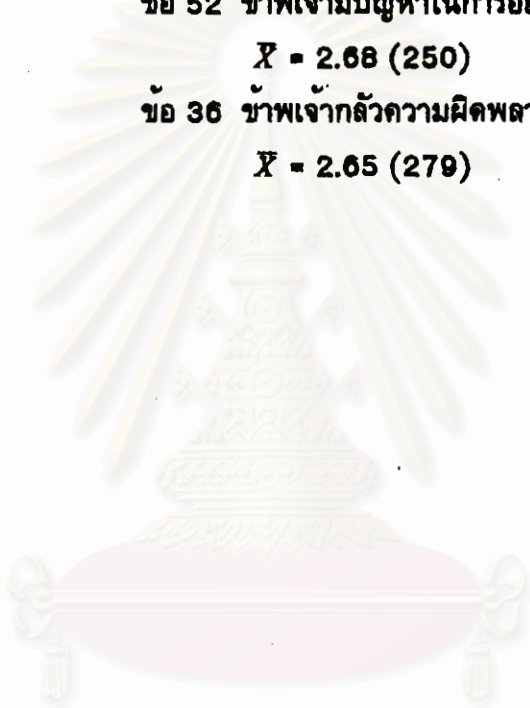 ข้อ 52 ข้าพเจ้ามีปัญหาในการ
X̄ = 2.68 (250)
ข้อ 36 ข้าพเจ้ากลัวความผิดพลา
X̄ = 2.65 (279)